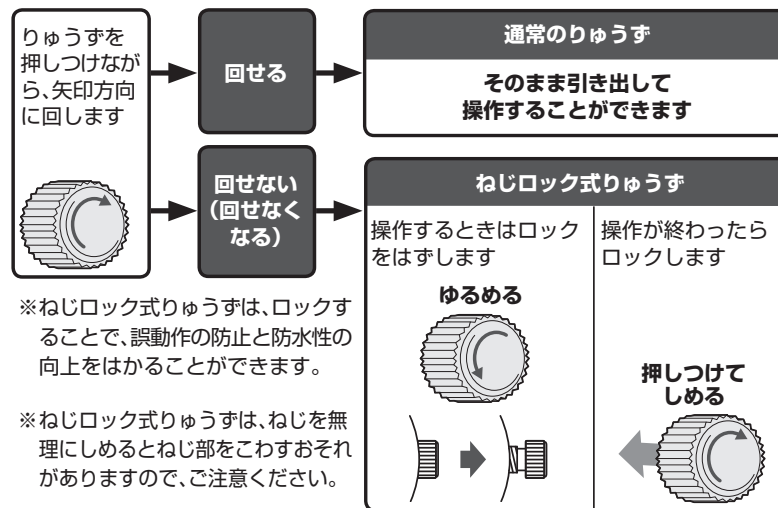 りゅうずを
押しつけなが
ら、矢印方向
に回します
回せる
通常のりゅうず
そのまま引き出して
操作することができます
回せない
(回せなく
なる)
ねじロック式りゅうず
操作するときはロック
をはずします
ゆるめる
操作が終わったら
ロックします
押しつけて
しめる
※ねじロック式りゅうずは、ロックす
ることで、誤動作の防止と防水性の
向上をはかることができます。
※ねじロック式りゅうずは、ねじを無
理にしめるとねじ部をこわすおそれ
がありますので、ご注意ください。